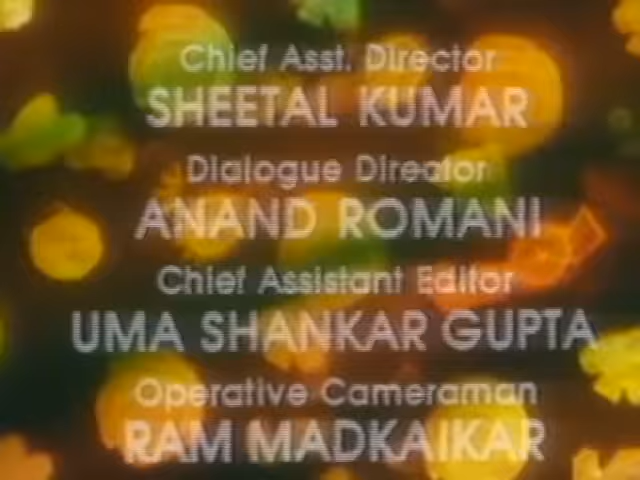 Chief Asst. Director
SHEETAL KUMAR
Dialogue Director
ANAND ROMANI
Chief Assistant Editor
UMA SHANKAR GUPTA
Operative Cameraman
RAM MADKAIKAR